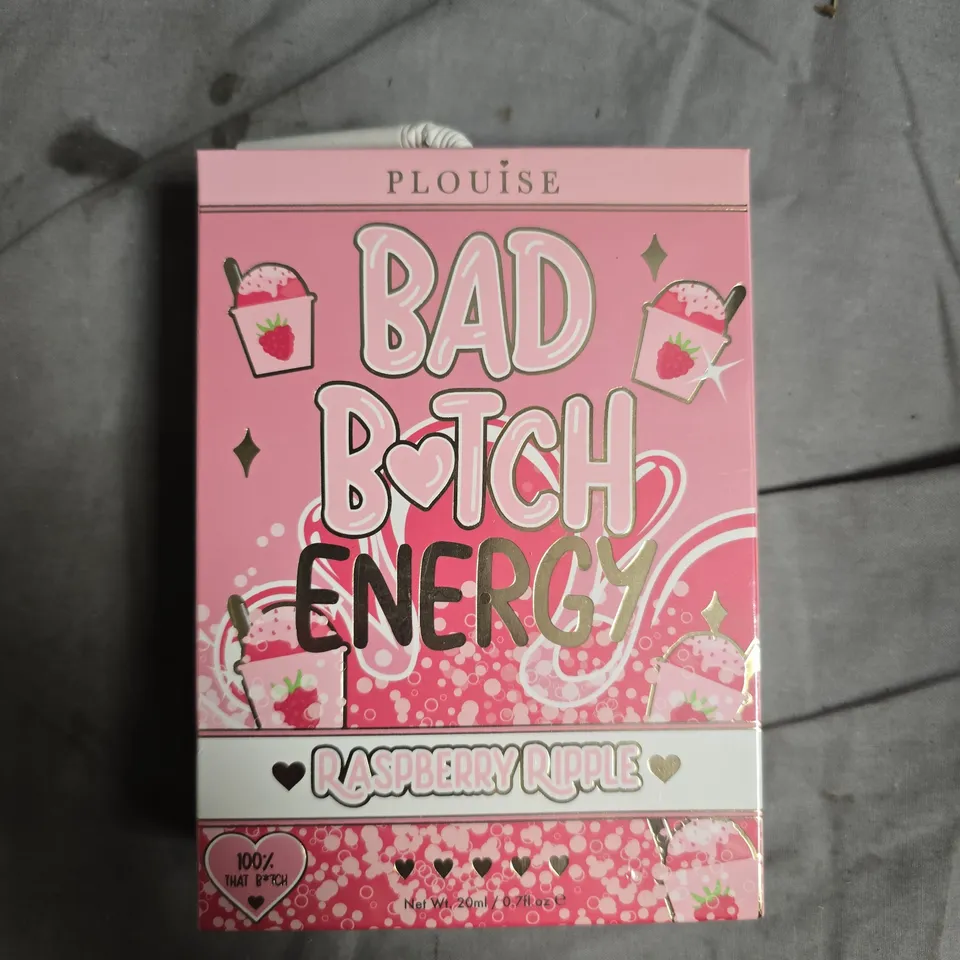 PLOUISE
BAD
B♥TCH
ENERGY
♥ RASPBERRY RIPPLE ♥
100%
THAT B*TCH
♥ ♥ ♥ ♥ ♥
Net Wt. 20ml / 0.7fl oz ℮